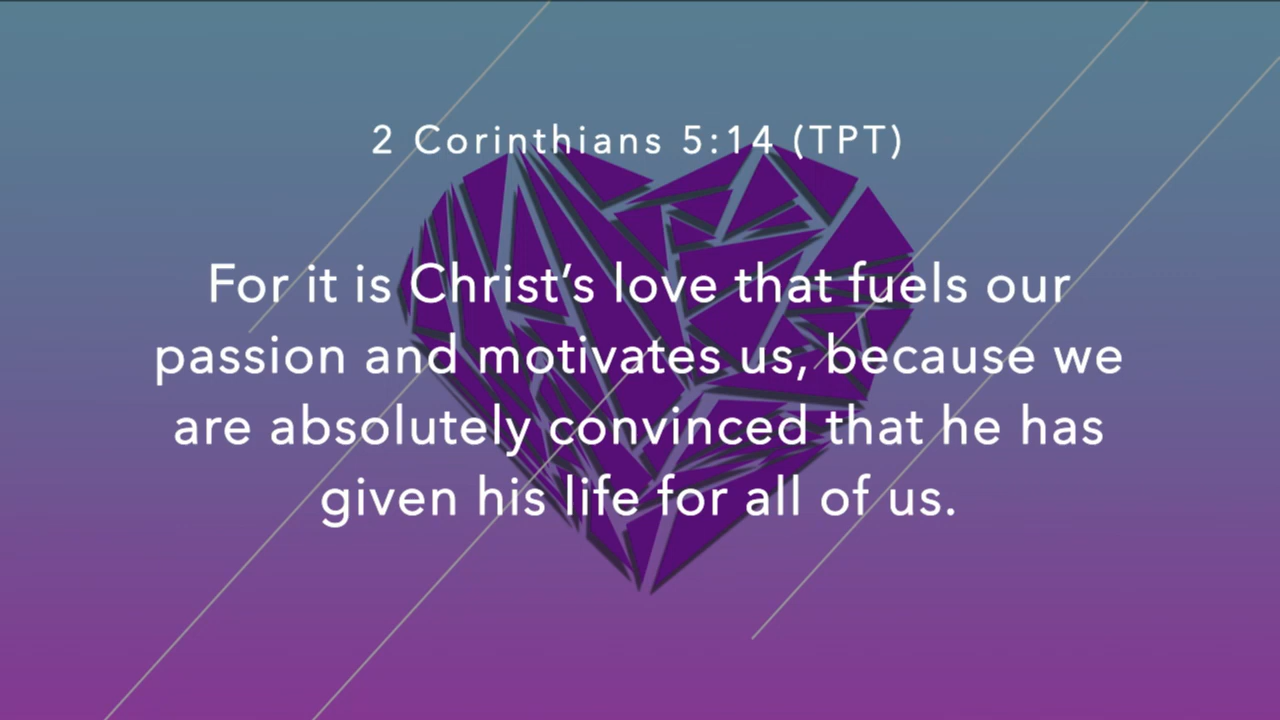 2 Corinthians 5:14 (TPT)
For it is Christ’s love that fuels our
passion and motivates us, because we
are absolutely convinced that he has
given his life for all of us.